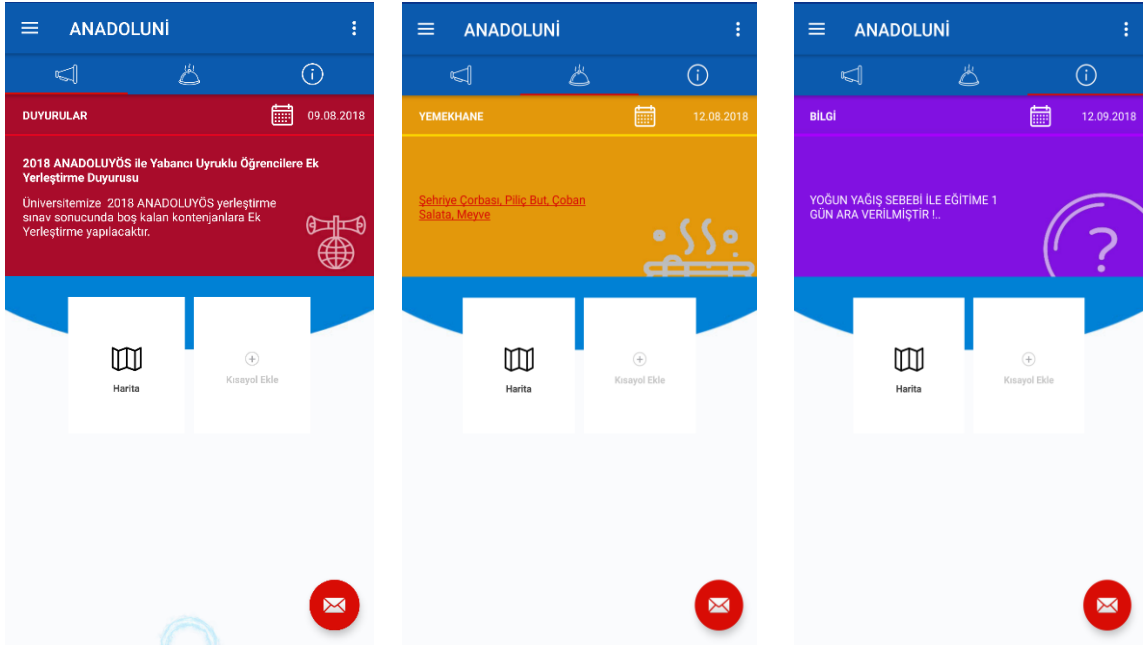 ANADOLUNİ
DUYURULAR
09.08.2018
2018 ANADOLUYÖS ile Yabancı Uyruklu Öğrencilere Ek
Yerleştirme Duyurusu
Üniversitemize 2018 ANADOLUYÖS yerleştirme
sınav sonucunda boş kalan kontenjanlara Ek
Yerleştirme yapılacaktır.
Harita
Kısayol Ekle
ANADOLUNİ
YEMEKHANE
12.08.2018
Şehriye Çorbası, Piliç But, Çoban
Salata, Meyve
Harita
Kısayol Ekle
ANADOLUNİ
BİLGİ
12.09.2018
YOĞUN YAĞIŞ SEBEBİ İLE EĞİTİME 1
GÜN ARA VERİLMİŞTİR !..
Harita
Kısayol Ekle